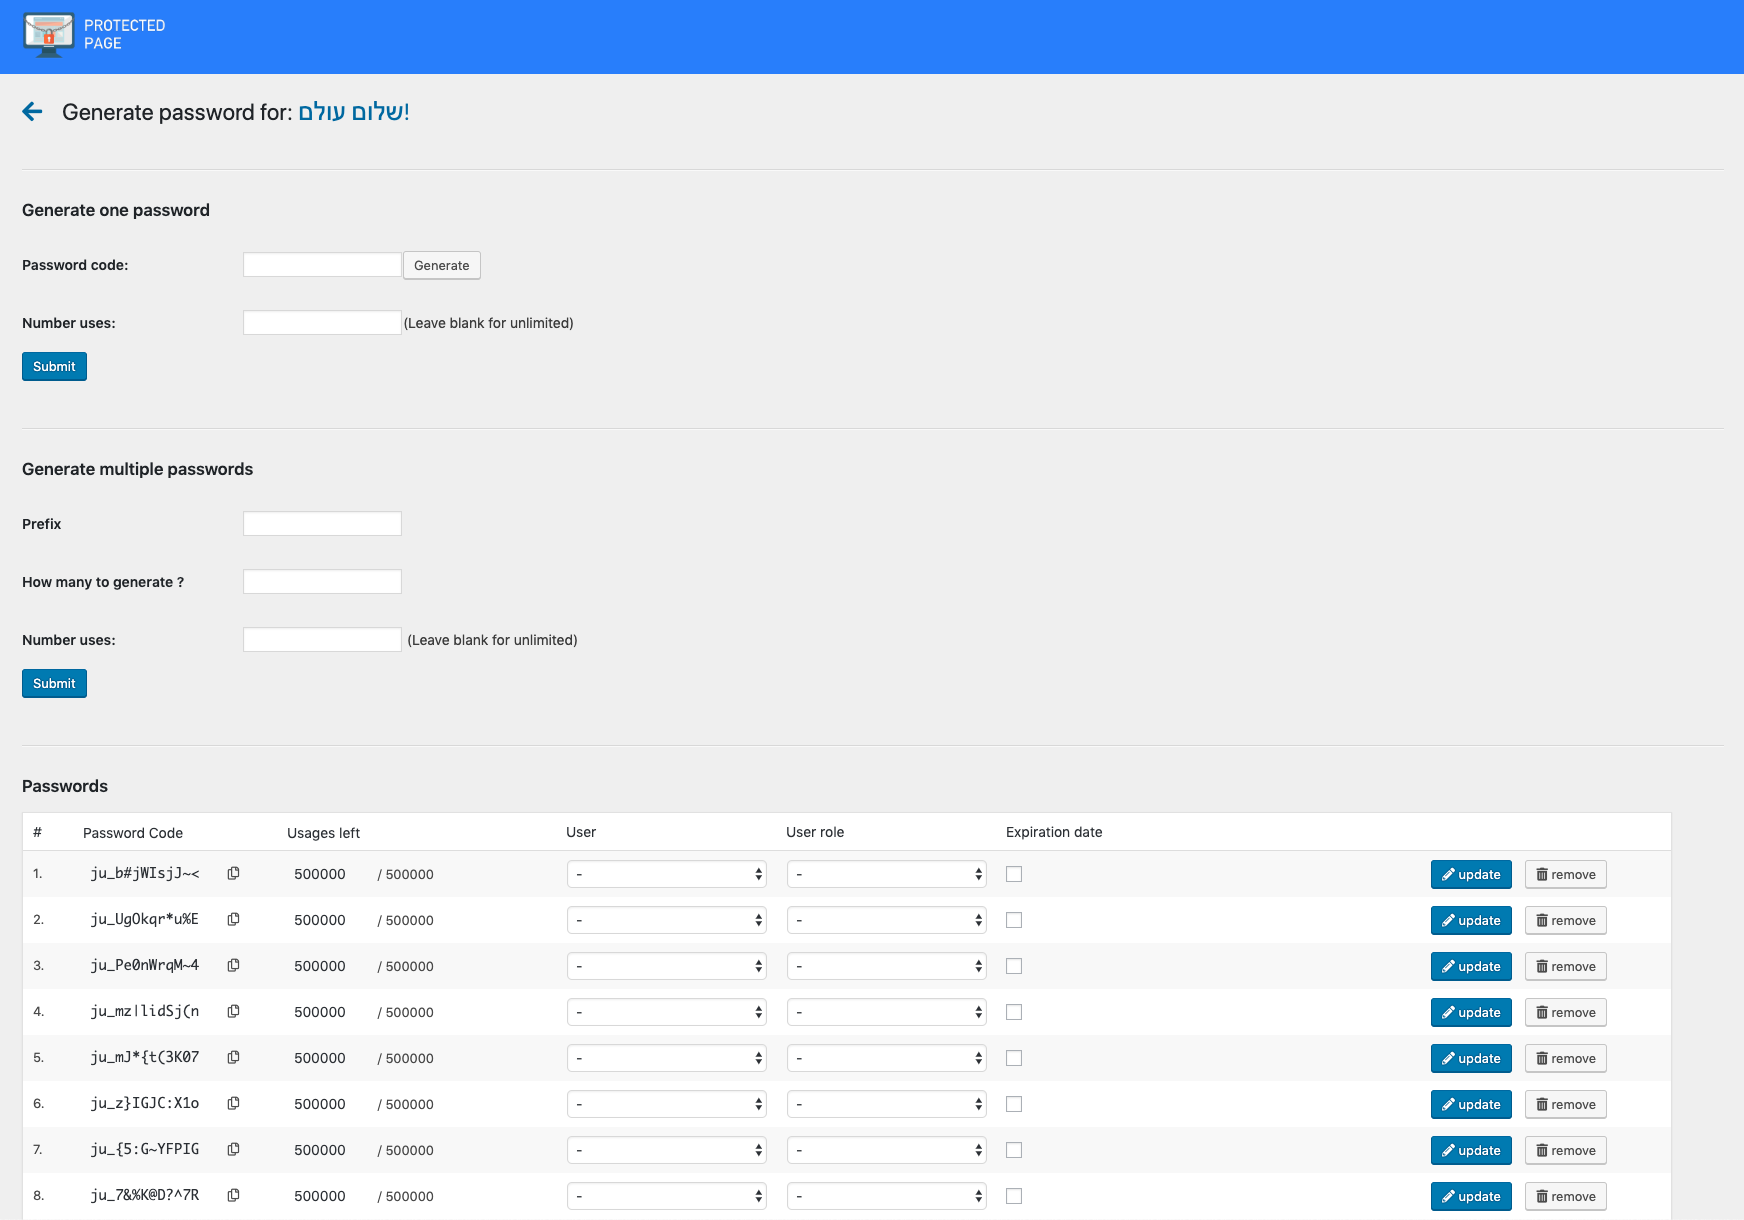 PROTECTED
PAGE
Generate password for: שלום עולם!
Generate one password
Password code: Generate
Number uses: (Leave blank for unlimited)
Submit
Generate multiple passwords
Prefix
How many to generate ?
Number uses: (Leave blank for unlimited)
Submit
Passwords
# Password Code Usages left User User role Expiration date
1. ju_b#jWIsjJ~< 500000 / 500000 - - update remove
2. ju_UgOkqr*u%E 500000 / 500000 - - update remove
3. ju_Pe0nWrqM~4 500000 / 500000 - - update remove
4. ju_mz|lidSj(n 500000 / 500000 - - update remove
5. ju_mJ*{t(3K07 500000 / 500000 - - update remove
6. ju_z}IGJC:X1o 500000 / 500000 - - update remove
7. ju_{5:G~YFPIG 500000 / 500000 - - update remove
8. ju_7&%K@D?^7R 500000 / 500000 - - update remove